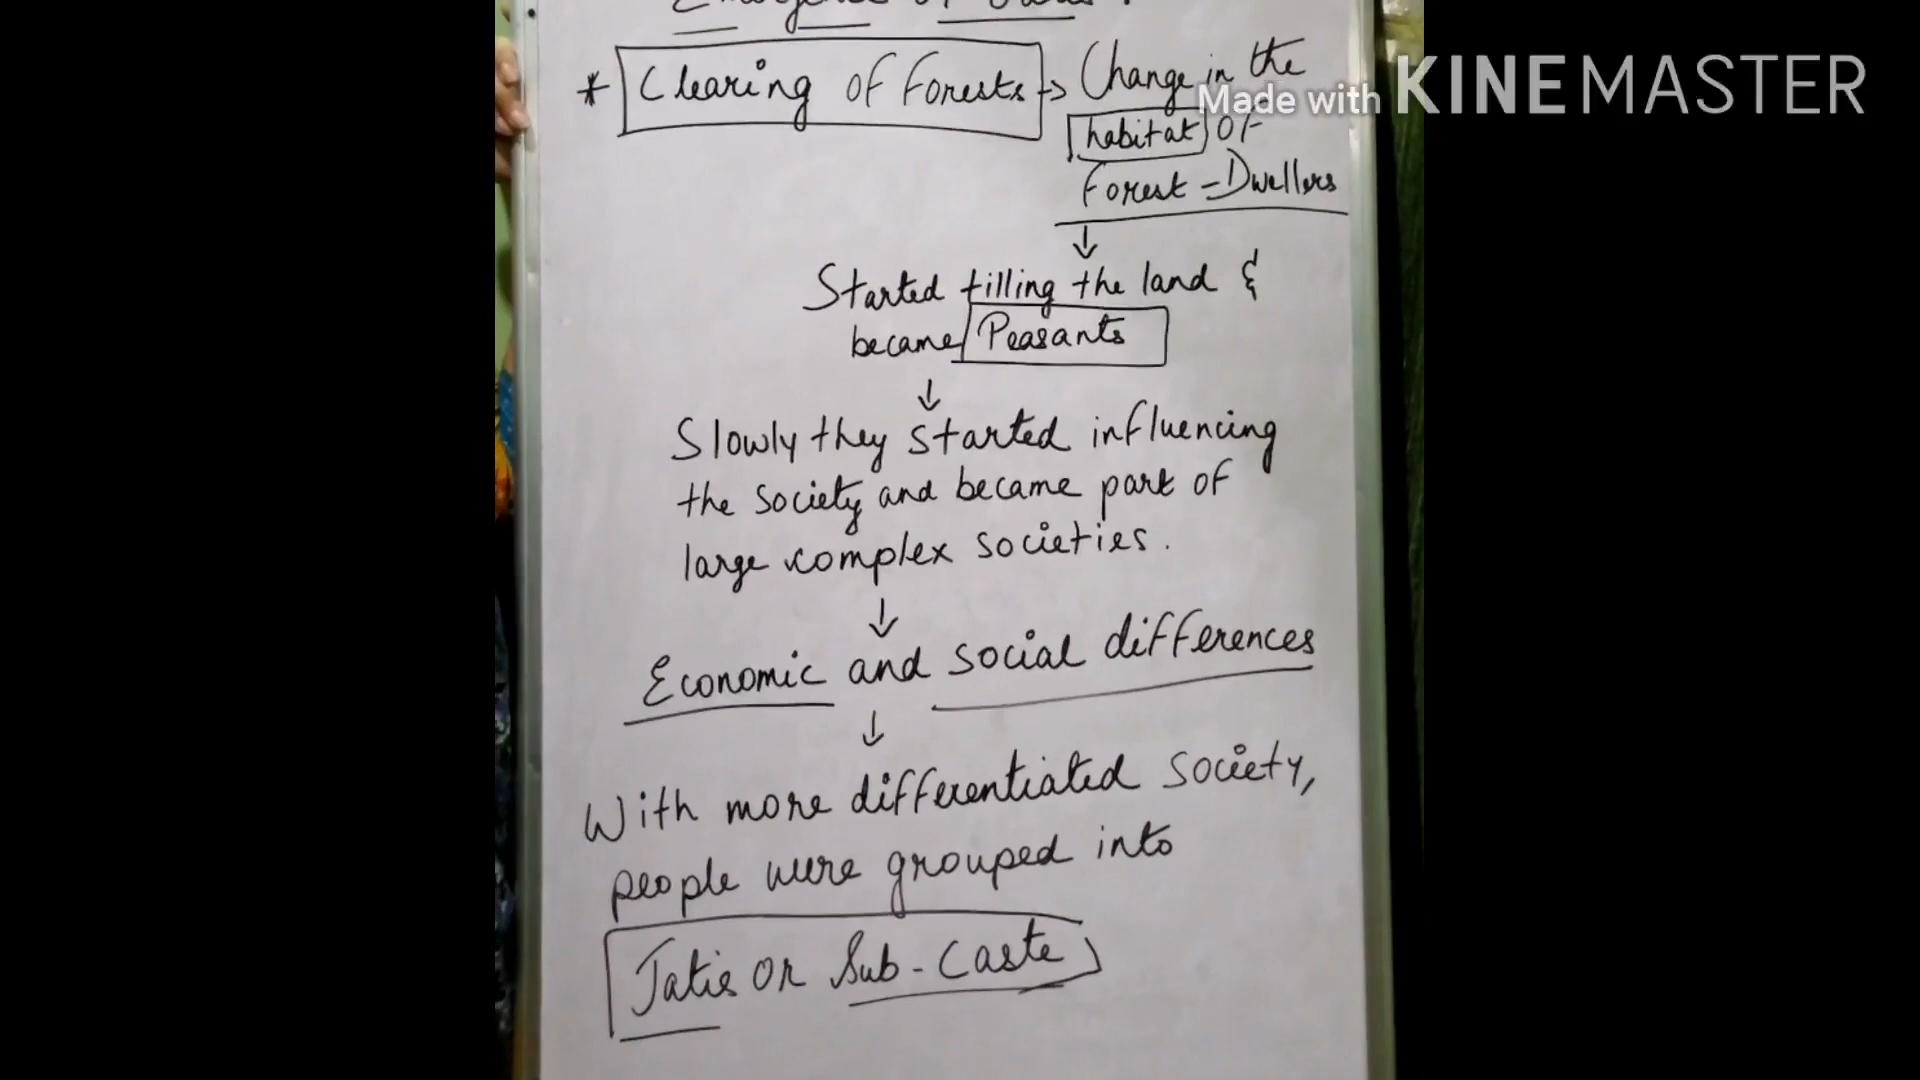 Emergence of
* Clearing of Forests → Change in the
habitat of
Forest - Dwellers
↓
Started tilling the land &
became Peasants
↓
Slowly they started influencing
the society and became part of
large complex societies.
↓
Economic and social differences
↓
With more differentiated society,
people were grouped into
Jatis or Sub-Caste
Made with KINEMASTER